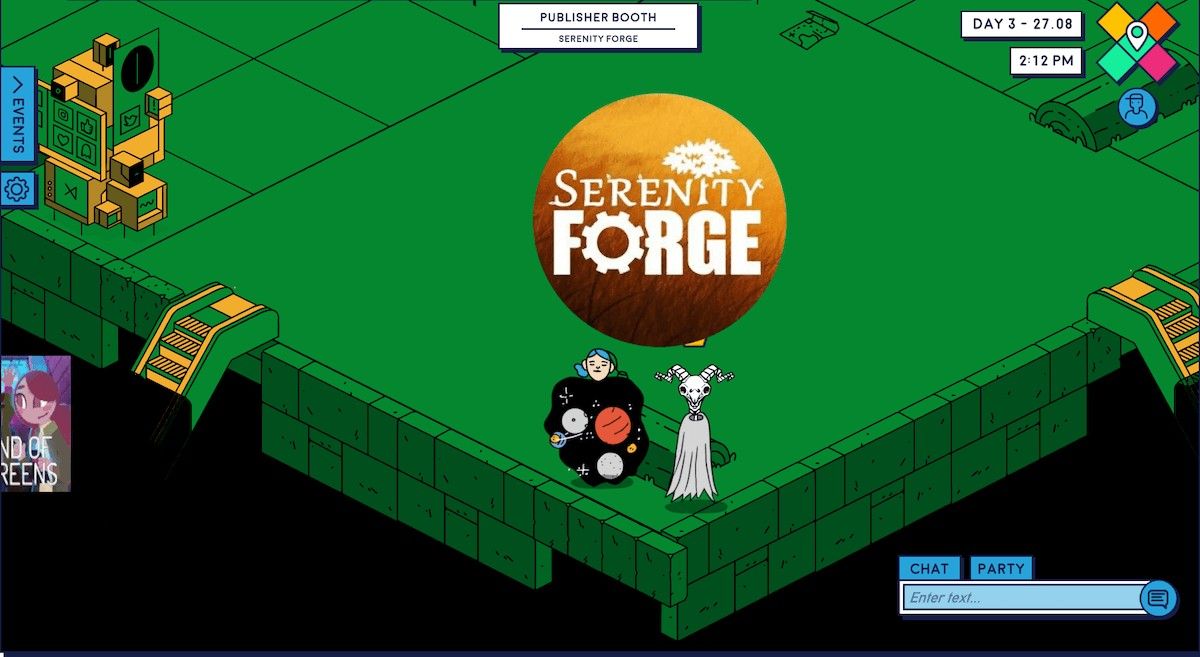 PUBLISHER BOOTH
SERENITY FORGE
DAY 3 - 27.08
2:12 PM
EVENTS
SERENITY
FORGE
ND OF
REENS
CHAT
PARTY
Enter text...